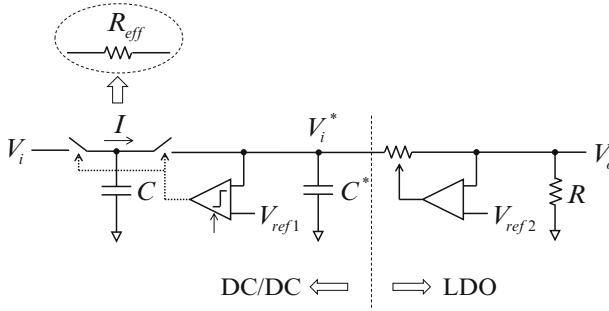 R_eff
I
V_i
V_i^*
V_o
C
V_ref1
C^*
V_ref2
R
DC/DC
LDO